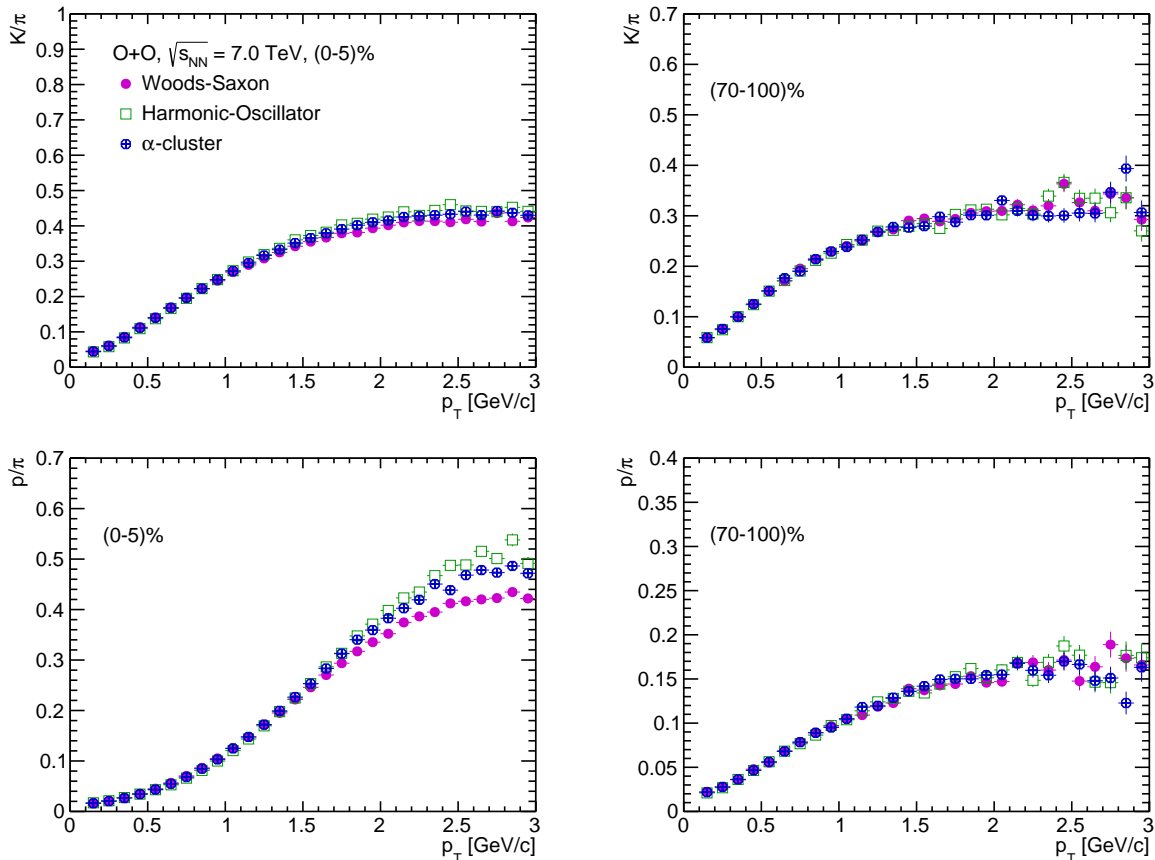 K/π
1
0.9
0.8
0.7
0.6
0.5
0.4
0.3
0.2
0.1
0
O+O, √s_NN = 7.0 TeV, (0-5)%
Woods-Saxon
Harmonic-Oscillator
α-cluster
0 0.5 1 1.5 2 2.5 3
p_T [GeV/c]
K/π
0.7
0.6
0.5
0.4
0.3
0.2
0.1
0
(70-100)%
0 0.5 1 1.5 2 2.5 3
p_T [GeV/c]
p/π
0.7
0.6
0.5
0.4
0.3
0.2
0.1
0
(0-5)%
0 0.5 1 1.5 2 2.5 3
p_T [GeV/c]
p/π
0.4
0.35
0.3
0.25
0.2
0.15
0.1
0.05
0
(70-100)%
0 0.5 1 1.5 2 2.5 3
p_T [GeV/c]